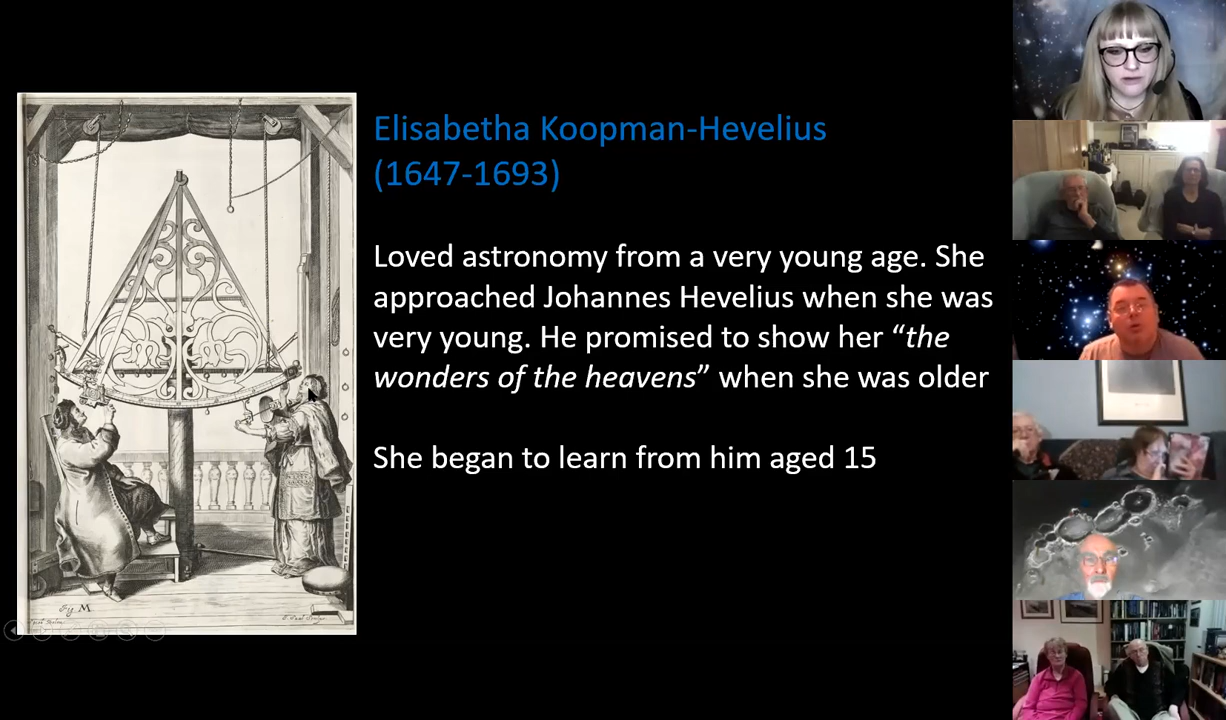 Elisabetha Koopman-Hevelius
(1647-1693)
Loved astronomy from a very young age. She
approached Johannes Hevelius when she was
very young. He promised to show her “the
wonders of the heavens” when she was older
She began to learn from him aged 15